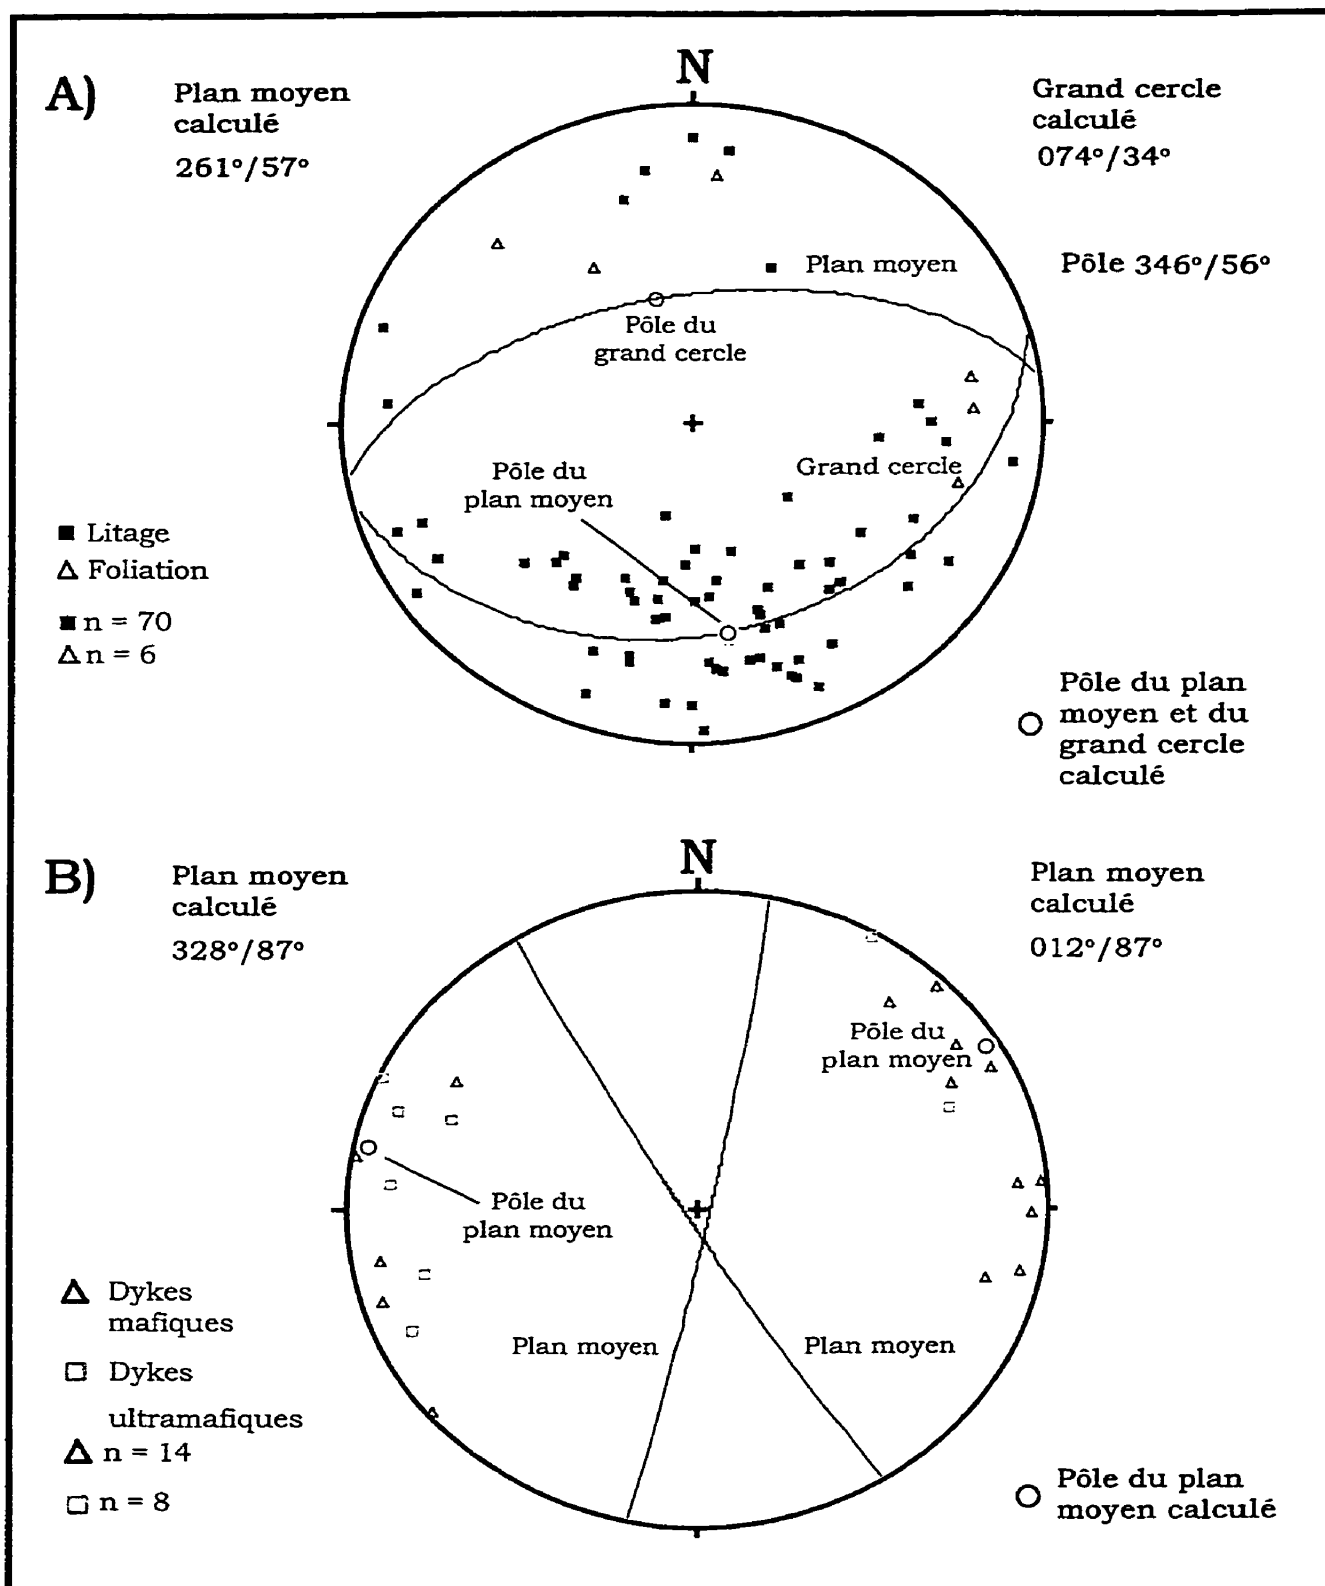 A)
Plan moyen
calculé
261°/57°
N
Grand cercle
calculé
074°/34°
Pôle 346°/56°
Plan moyen
Pôle du
grand cercle
Grand cercle
Pôle du
plan moyen
Litage
Foliation
n = 70
n = 6
Pôle du plan
moyen et du
grand cercle
calculé
B)
Plan moyen
calculé
328°/87°
N
Plan moyen
calculé
012°/87°
Pôle du
plan moyen
Pôle du
plan moyen
Plan moyen
Plan moyen
Dykes
mafiques
Dykes
ultramafiques
n = 14
n = 8
Pôle du plan
moyen calculé